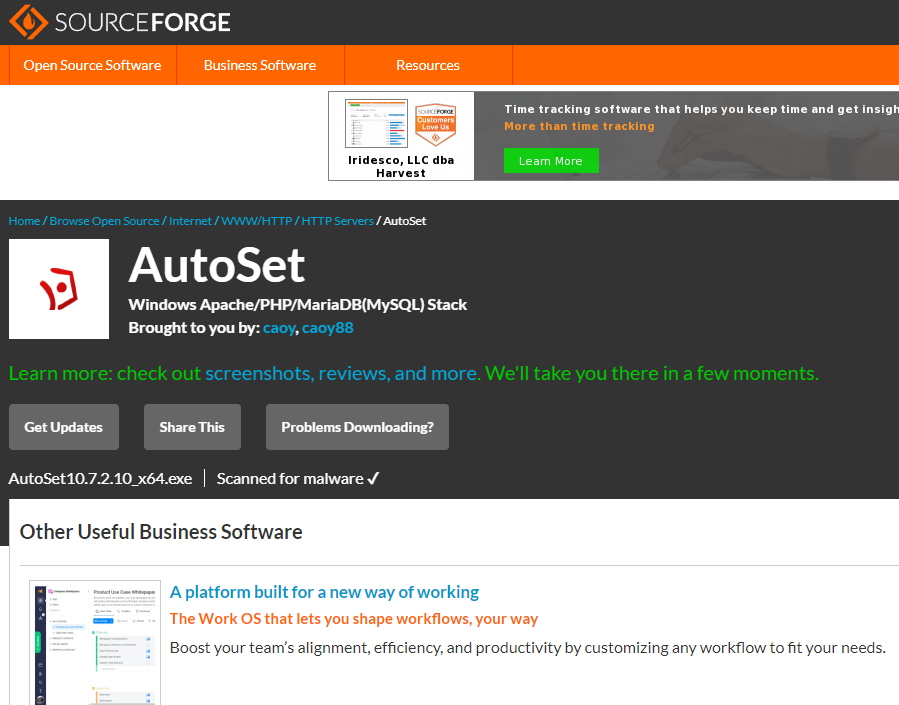 SOURCEFORGE
Open Source Software
Business Software
Resources
Iridesco, LLC dba
Harvest
SOURCEFORGE
Customers
Love Us
Time tracking software that helps you keep time and get insigh
More than time tracking
Learn More
Home / Browse Open Source / Internet / WWW/HTTP / HTTP Servers / AutoSet
AutoSet
Windows Apache/PHP/MariaDB(MySQL) Stack
Brought to you by: caoy, caoy88
Learn more: check out screenshots, reviews, and more. We'll take you there in a few moments.
Get Updates
Share This
Problems Downloading?
AutoSet10.7.2.10_x64.exe
Scanned for malware ✓
Other Useful Business Software
Product Use Case Whitepaper
A platform built for a new way of working
The Work OS that lets you shape workflows, your way
Boost your team's alignment, efficiency, and productivity by customizing any workflow to fit your needs.